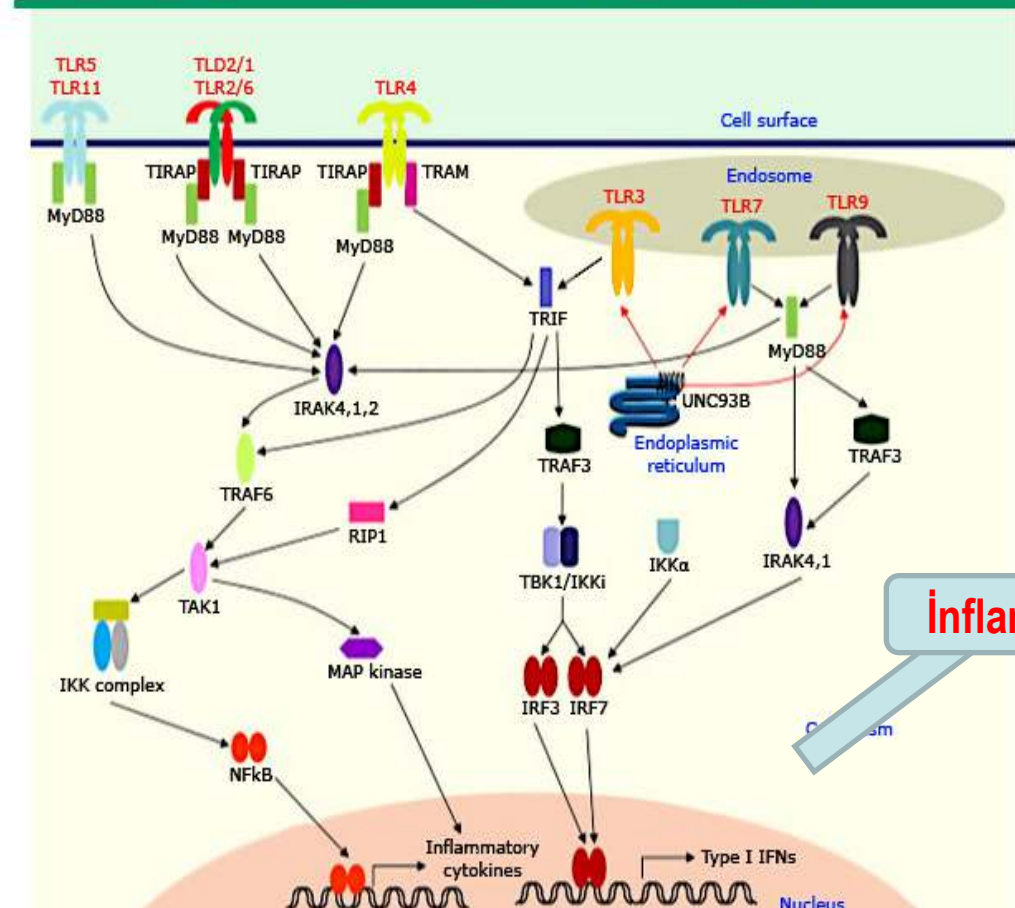 TLR5
TLR11
TLD2/1
TLR2/6
TLR4
Cell surface
TIRAP
TIRAP
TIRAP
TRAM
Endosome
TLR3
TLR7
TLR9
MyD88
MyD88
MyD88
MyD88
TRIF
MyD88
IRAK4,1,2
UNC93B
Endoplasmic
reticulum
TRAF3
TRAF3
TRAF6
RIP1
TBK1/IKKi
IKKα
IRAK4,1
TAK1
MAP kinase
IKK complex
IRF3
IRF7
NFkB
Inflammatory
cytokines
Type I IFNs
Nucleus